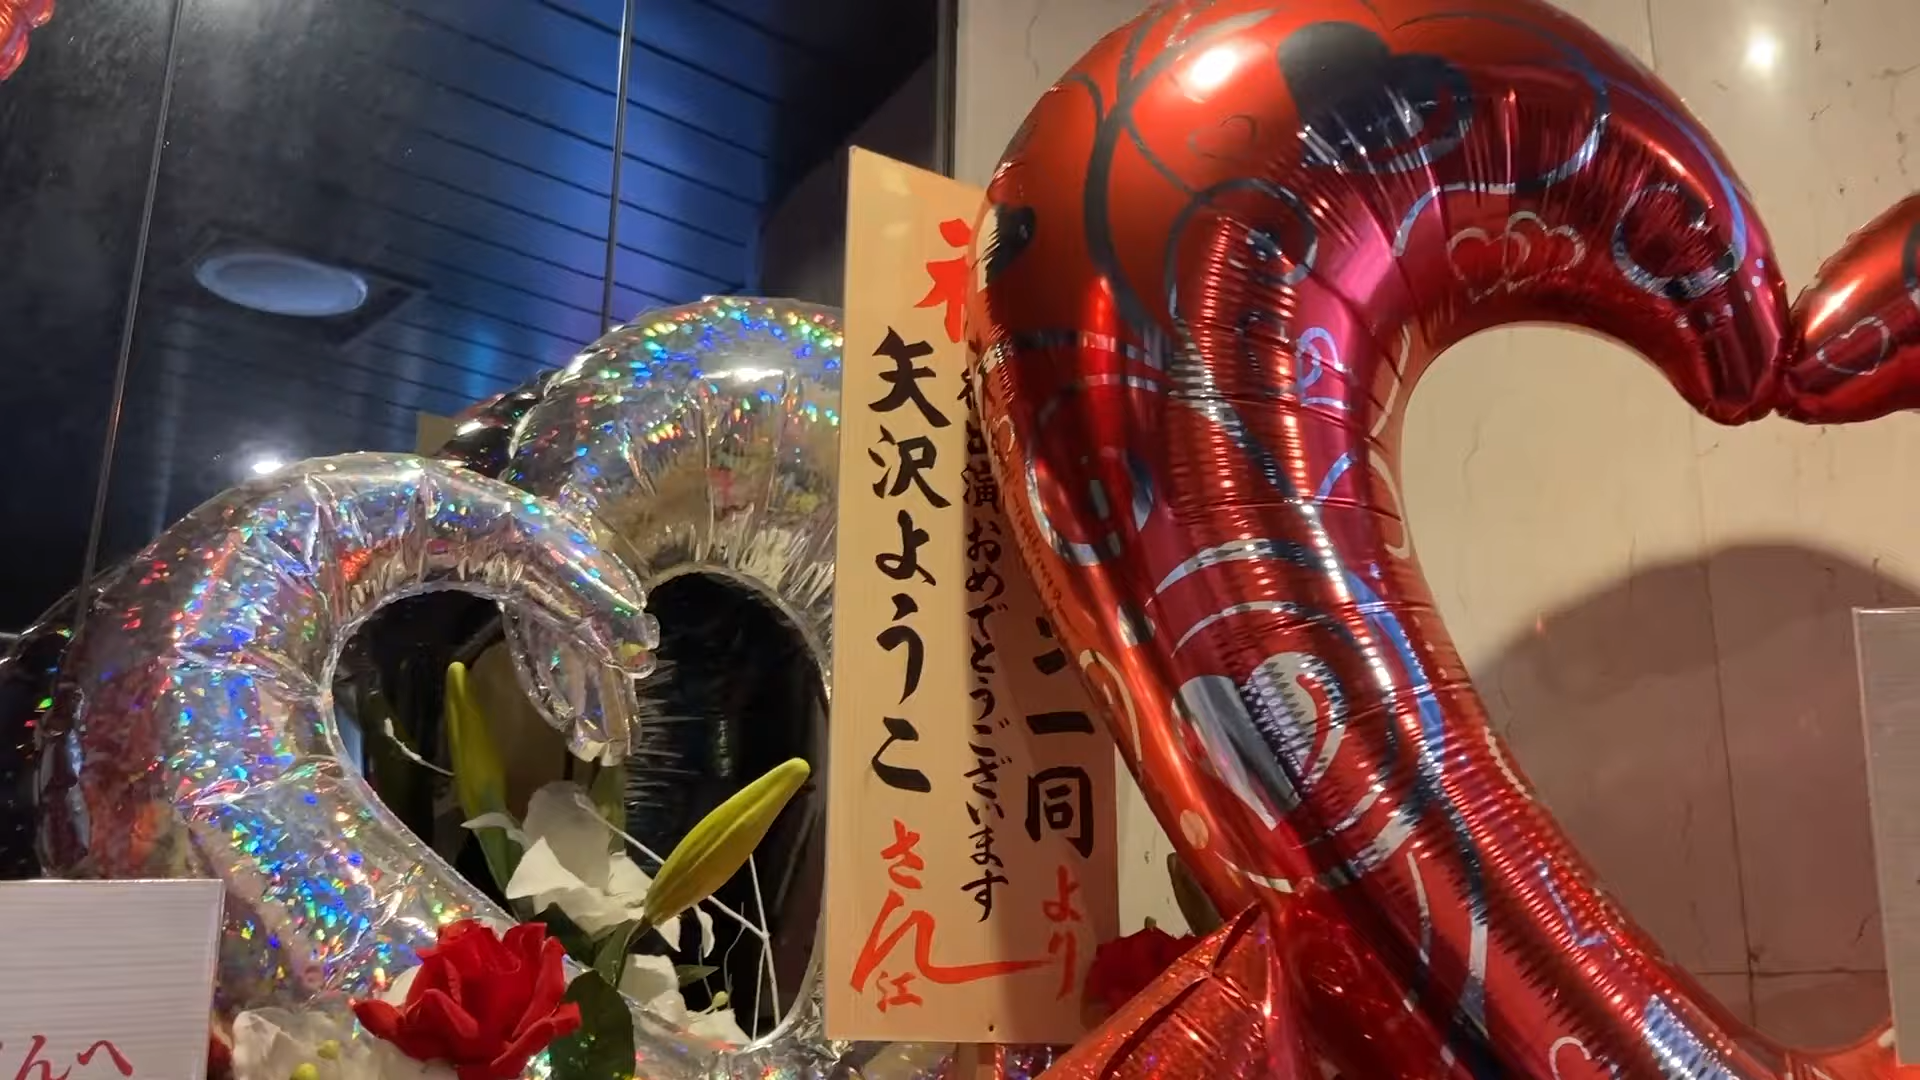 祝
矢沢ようこ
さん江
演おめでとうございます
一同
より
んへ